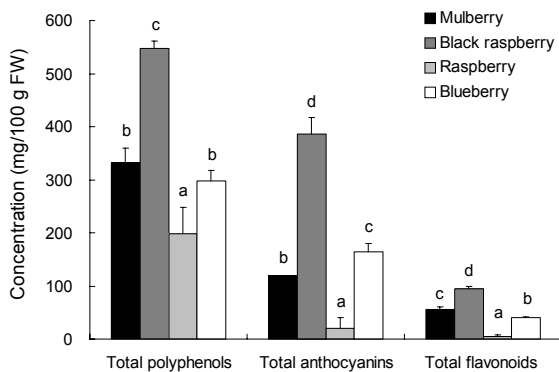 Concentration (mg/100 g FW)
600
500
400
300
200
100
0
Mulberry
Black raspberry
Raspberry
Blueberry
b c a b
b d a c
c d a b
Total polyphenols Total anthocyanins Total flavonoids